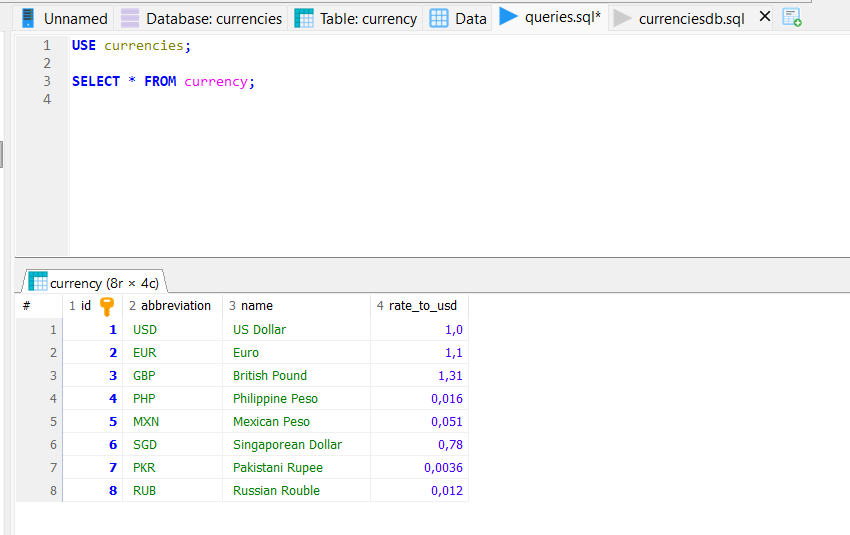 Unnamed Database: currencies Table: currency Data queries.sql* currenciesdb.sql
1 USE currencies;
2
3 SELECT * FROM currency;
4
currency (8r × 4c)
# 1 id 2 abbreviation 3 name 4 rate_to_usd
1 1 USD US Dollar 1,0
2 2 EUR Euro 1,1
3 3 GBP British Pound 1,31
4 4 PHP Philippine Peso 0,016
5 5 MXN Mexican Peso 0,051
6 6 SGD Singaporean Dollar 0,78
7 7 PKR Pakistani Rupee 0,0036
8 8 RUB Russian Rouble 0,012